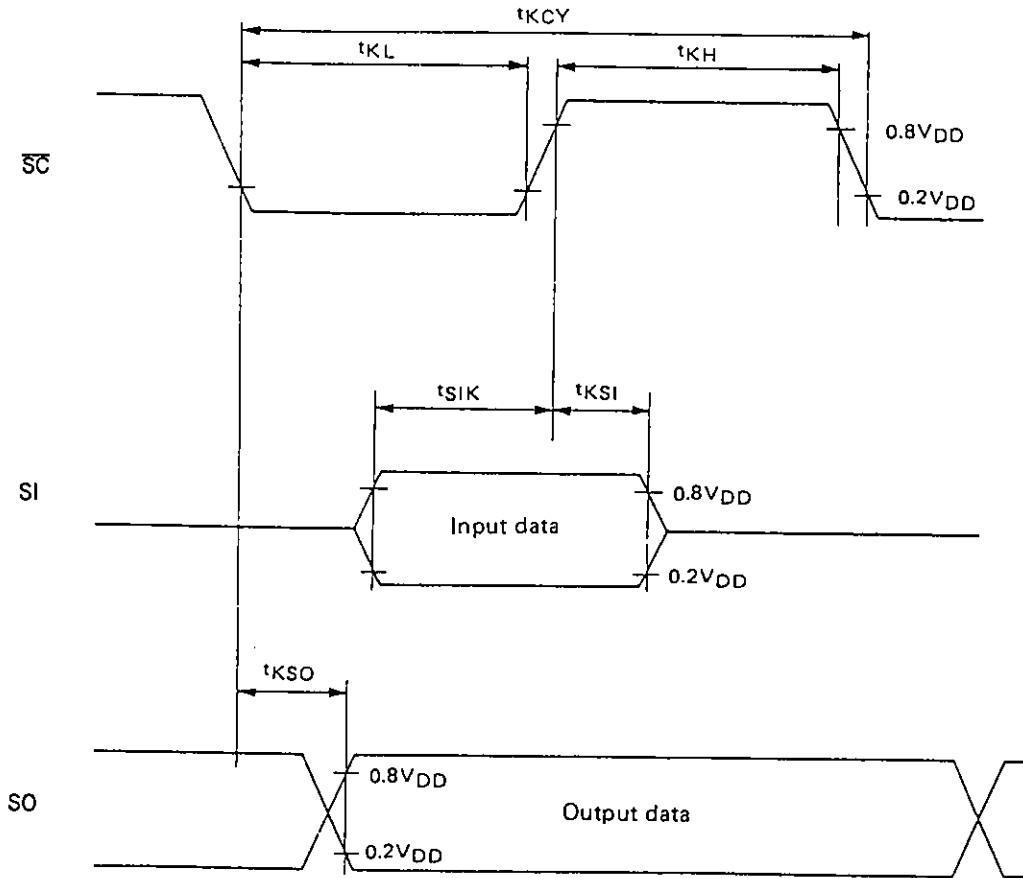 tKCY
tKL
tKH
0.8VDD
S̅C̅
0.2VDD
tSIK
tKSI
SI
0.8VDD
Input data
0.2VDD
tKSO
0.8VDD
SO
Output data
0.2VDD